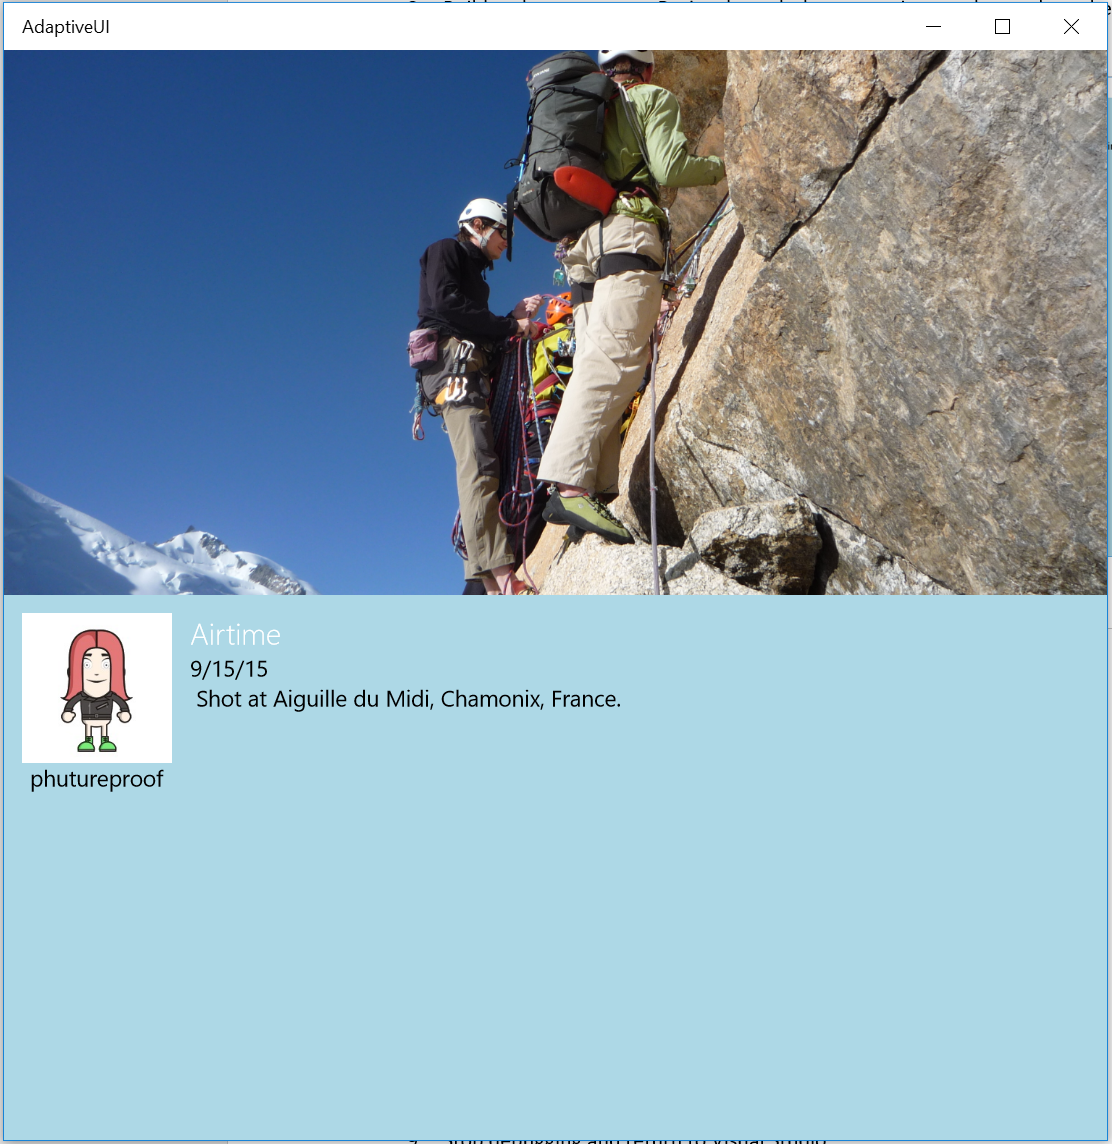 AdaptiveUI
Airtime
9/15/15
Shot at Aiguille du Midi, Chamonix, France.
phutureproof